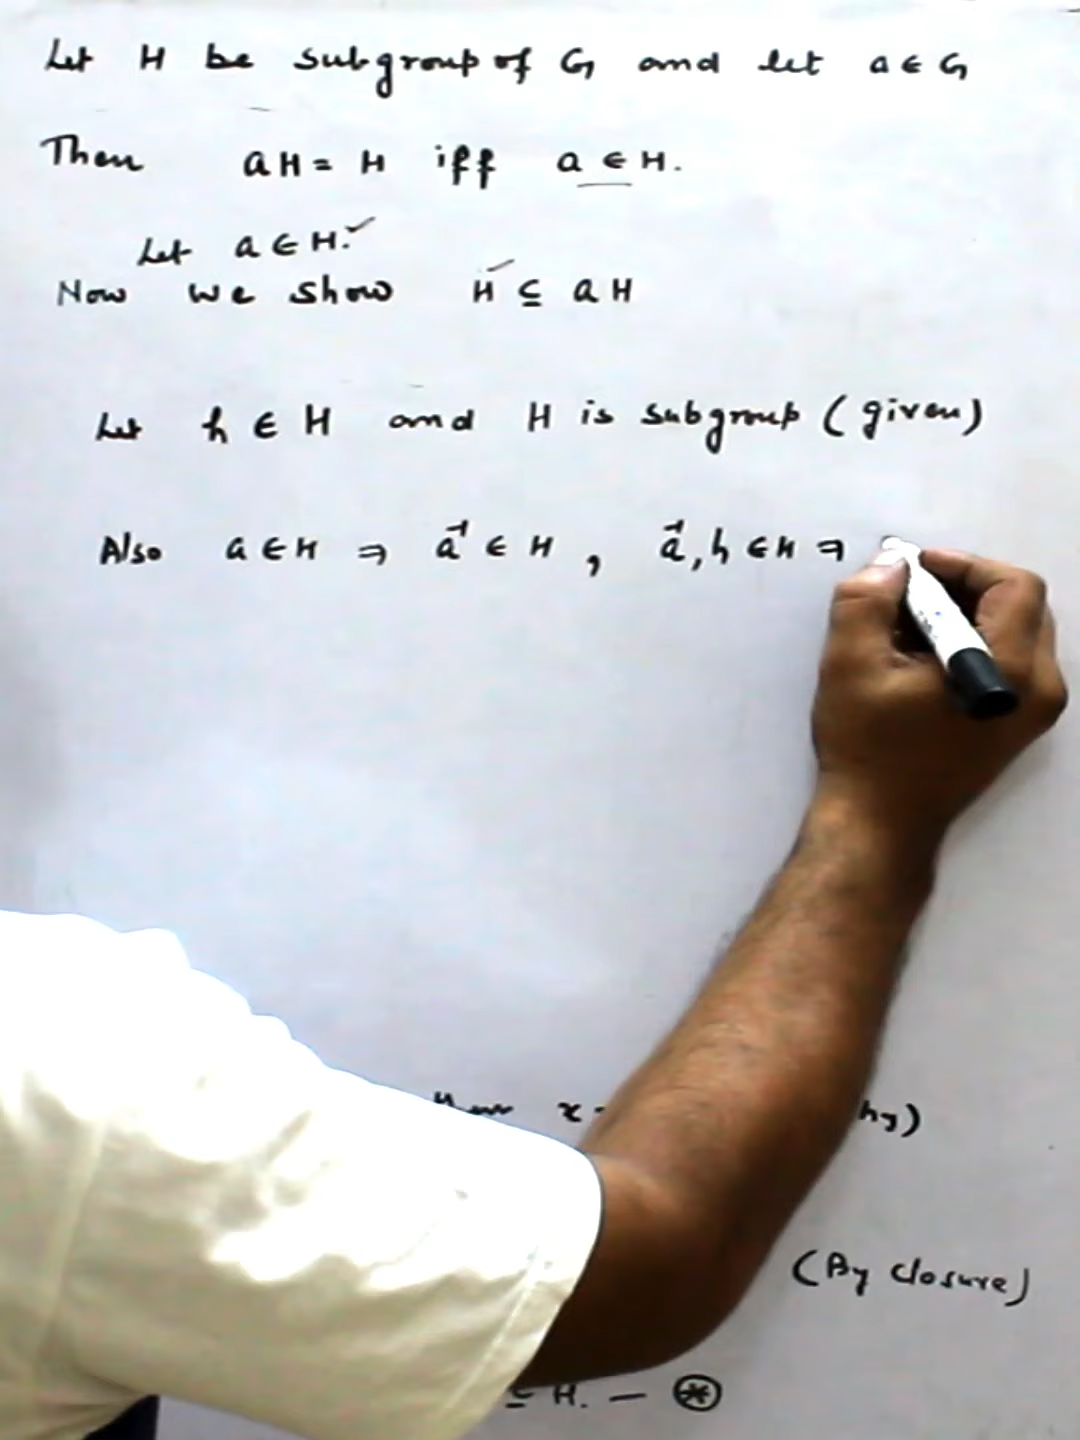 Let H be subgroup of G and let a ∈ G
Then aH = H iff a ∈ H.
Let a ∈ H. ✓
Now we show H ⊆ aH
Let h ∈ H and H is subgroup (given)
Also a ∈ H ⇒ a⁻¹ ∈ H , a⁻¹, h ∈ H ⇒
x
(By closure)
⊆ H. — ⊛